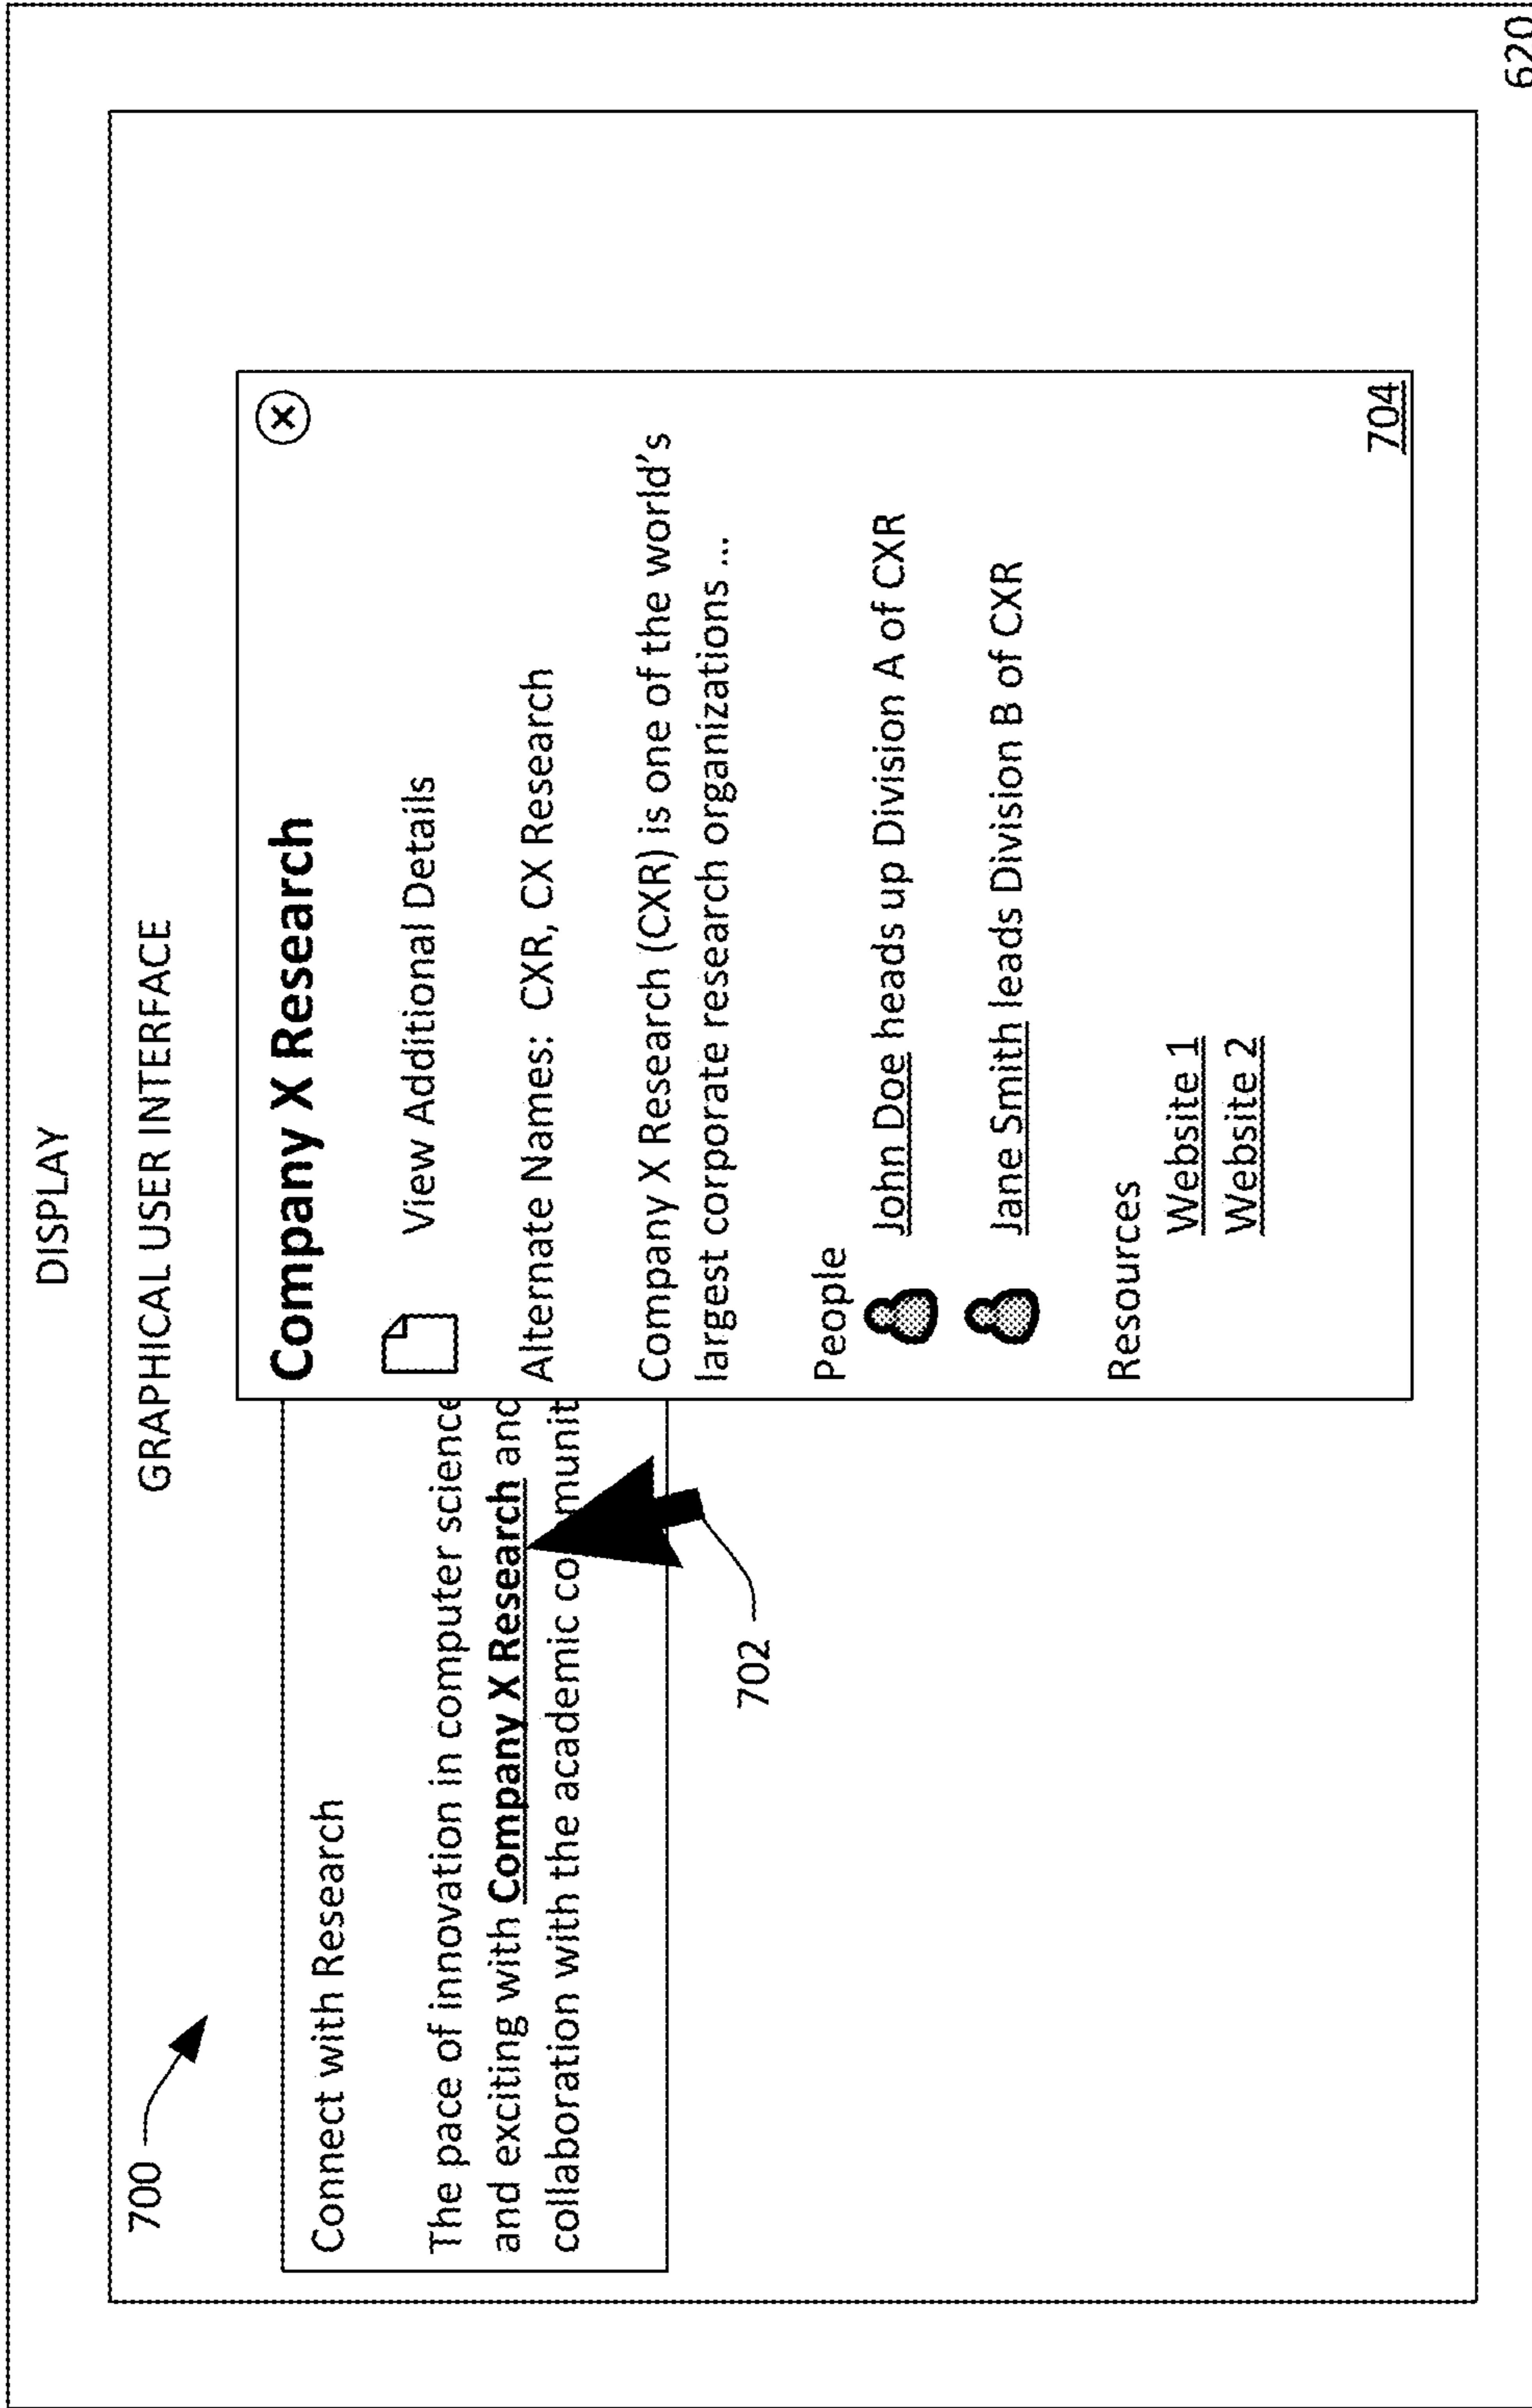 DISPLAY
GRAPHICAL USER INTERFACE
700
Connect with Research
The pace of innovation in computer science
and exciting with Company X Research and
collaboration with the academic co munit
702
Company X Research
View Additional Details
Alternate Names: CXR, CX Research
Company X Research (CXR) is one of the world's
largest corporate research organizations ...
People
John Doe heads up Division A of CXR
Jane Smith leads Division B of CXR
Resources
Website 1
Website 2
704
620